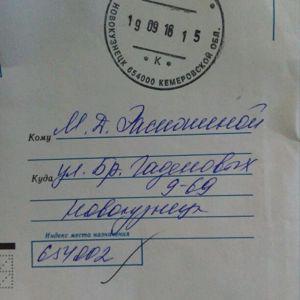 НОВОКУЗНЕЦК 654000 КЕМЕРОВСКОЙ ОБЛ.
19 09 16 15
• К •
Кому М. Д.
Куда ул. Бр. Гаденовых
9-69
Новокузнецк
Индекс места назначения
654002